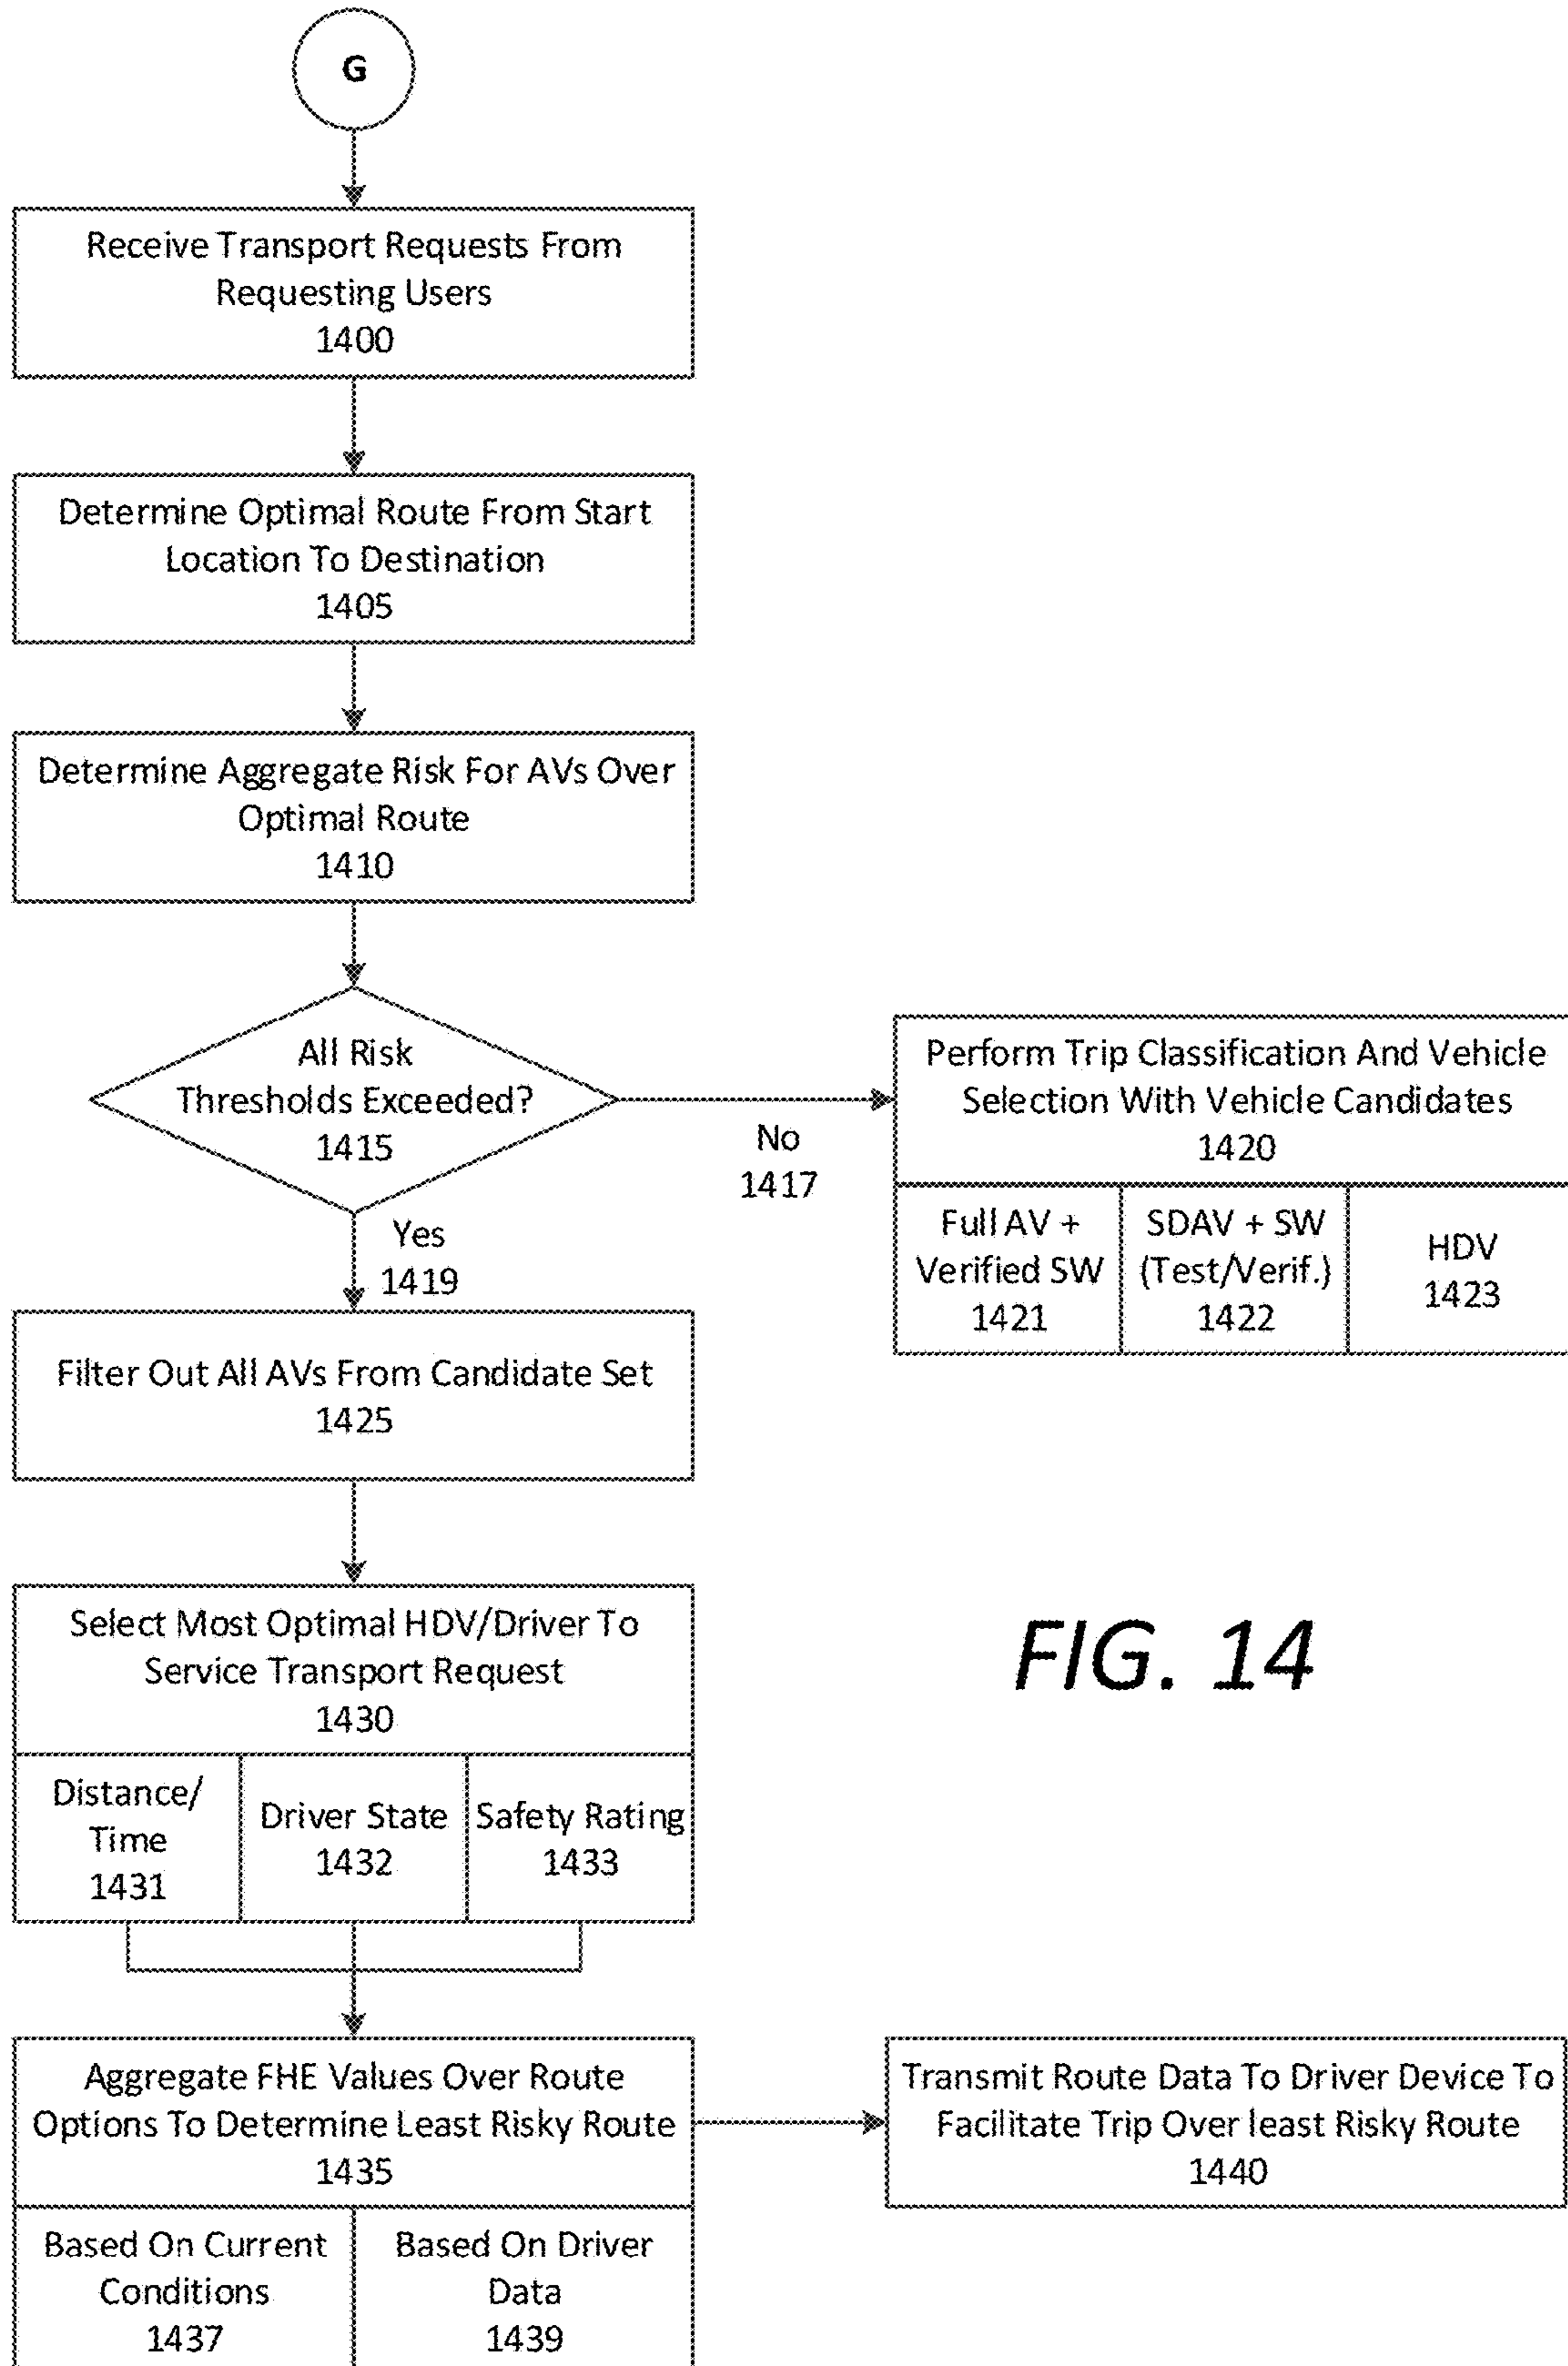 G
Receive Transport Requests From
Requesting Users
1400
Determine Optimal Route From Start
Location To Destination
1405
Determine Aggregate Risk For AVs Over
Optimal Route
1410
All Risk
Thresholds Exceeded?
1415
No
1417
Yes
1419
Perform Trip Classification And Vehicle
Selection With Vehicle Candidates
1420
Full AV +
Verified SW
1421
SDAV + SW
(Test/Verif.)
1422
HDV
1423
Filter Out All AVs From Candidate Set
1425
Select Most Optimal HDV/Driver To
Service Transport Request
1430
Distance/
Time
1431
Driver State
1432
Safety Rating
1433
FIG. 14
Aggregate FHE Values Over Route
Options To Determine Least Risky Route
1435
Based On Current
Conditions
1437
Based On Driver
Data
1439
Transmit Route Data To Driver Device To
Facilitate Trip Over least Risky Route
1440